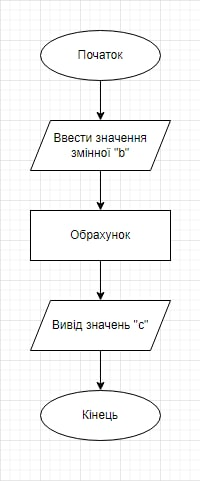 Початок
Ввести значення
змінної "b"
Обрахунок
Вивід значень "c"
Кінець